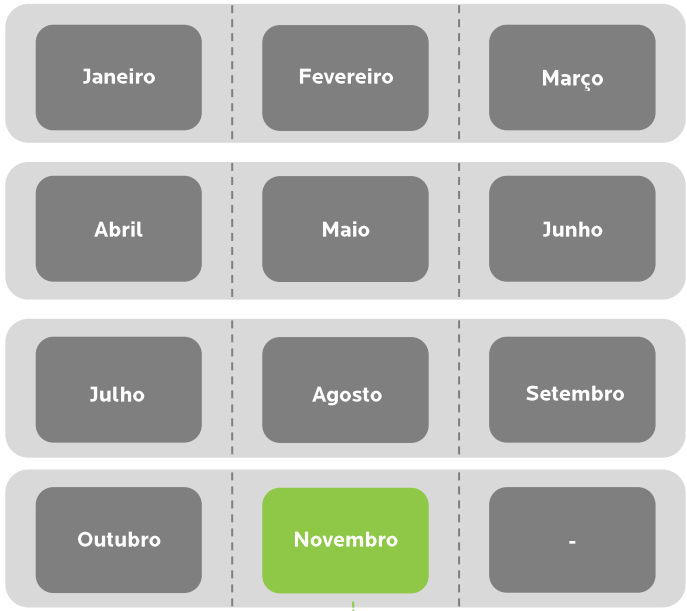 Janeiro
Fevereiro
Março
Abril
Maio
Junho
Julho
Agosto
Setembro
Outubro
Novembro
-